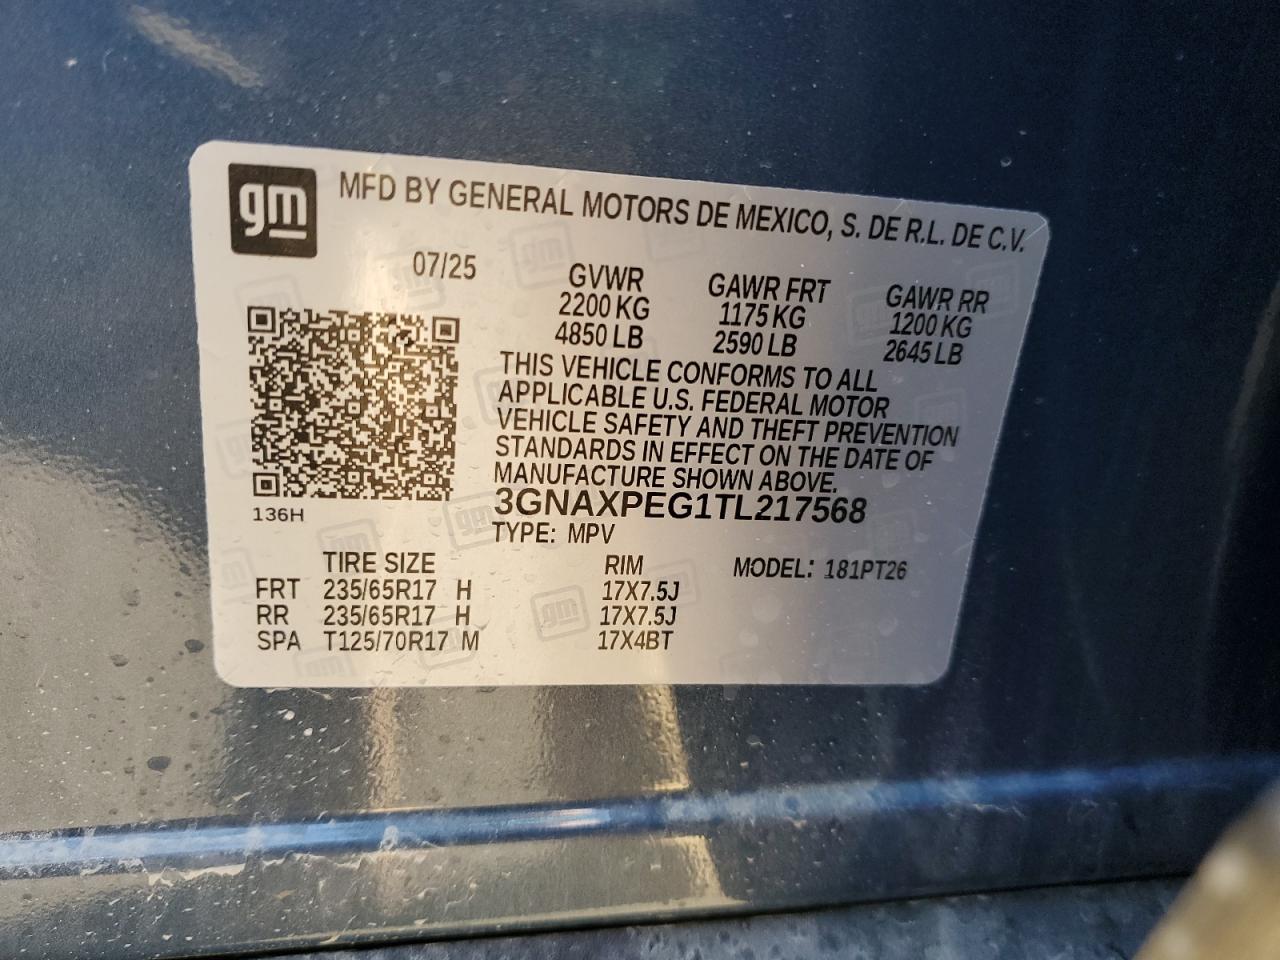 gm
MFD BY GENERAL MOTORS DE MEXICO, S. DE R.L. DE C.V.
07/25
GVWR GAWR FRT GAWR RR
2200 KG 1175 KG 1200 KG
4850 LB 2590 LB 2645 LB
THIS VEHICLE CONFORMS TO ALL
APPLICABLE U.S. FEDERAL MOTOR
VEHICLE SAFETY AND THEFT PREVENTION
STANDARDS IN EFFECT ON THE DATE OF
MANUFACTURE SHOWN ABOVE.
3GNAXPEG1TL217568
136H
TYPE: MPV
TIRE SIZE RIM MODEL: 181PT26
FRT 235/65R17 H 17X7.5J
RR 235/65R17 H 17X7.5J
SPA T125/70R17 M 17X4BT